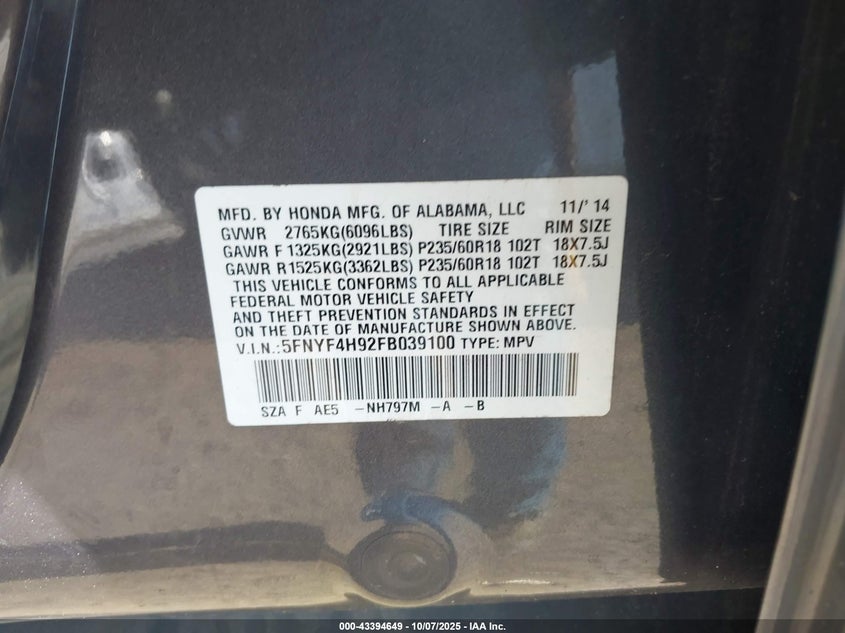 MFD. BY HONDA MFG. OF ALABAMA, LLC 11/' 14
GVWR 2765KG(6096LBS) TIRE SIZE RIM SIZE
GAWR F 1325KG(2921LBS) P235/60R18 102T 18X7.5J
GAWR R1525KG(3362LBS) P235/60R18 102T 18X7.5J
THIS VEHICLE CONFORMS TO ALL APPLICABLE
FEDERAL MOTOR VEHICLE SAFETY
AND THEFT PREVENTION STANDARDS IN EFFECT
ON THE DATE OF MANUFACTURE SHOWN ABOVE.
V.I.N.:5FNYF4H92FB039100 TYPE: MPV
SZA F AE5 -NH797M -A -B
000-43394649 | 10/07/2025 | © IAA Inc.